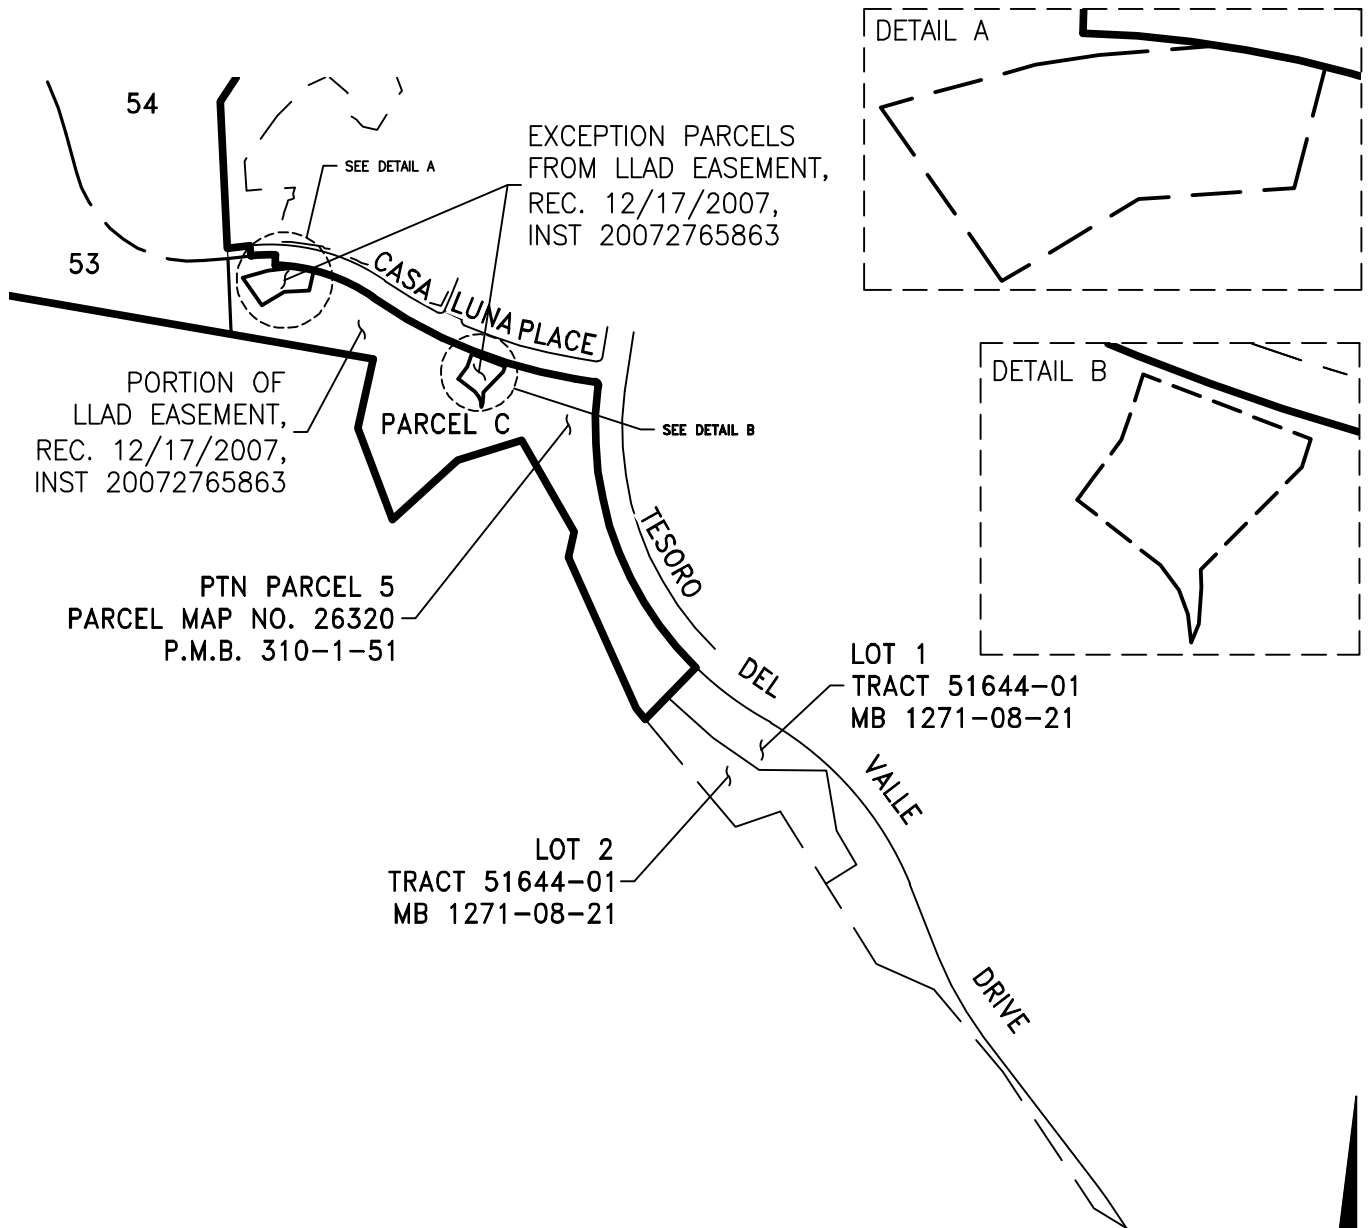 DETAIL A
54
EXCEPTION PARCELS
FROM LLAD EASEMENT,
REC. 12/17/2007,
INST 20072765863
SEE DETAIL A
53
CASA LUNA PLACE
DETAIL B
PORTION OF
LLAD EASEMENT,
REC. 12/17/2007,
INST 20072765863
PARCEL C
SEE DETAIL B
PTN PARCEL 5
PARCEL MAP NO. 26320
P.M.B. 310-1-51
TESORO DEL VALLE DRIVE
LOT 1
TRACT 51644-01
MB 1271-08-21
LOT 2
TRACT 51644-01
MB 1271-08-21